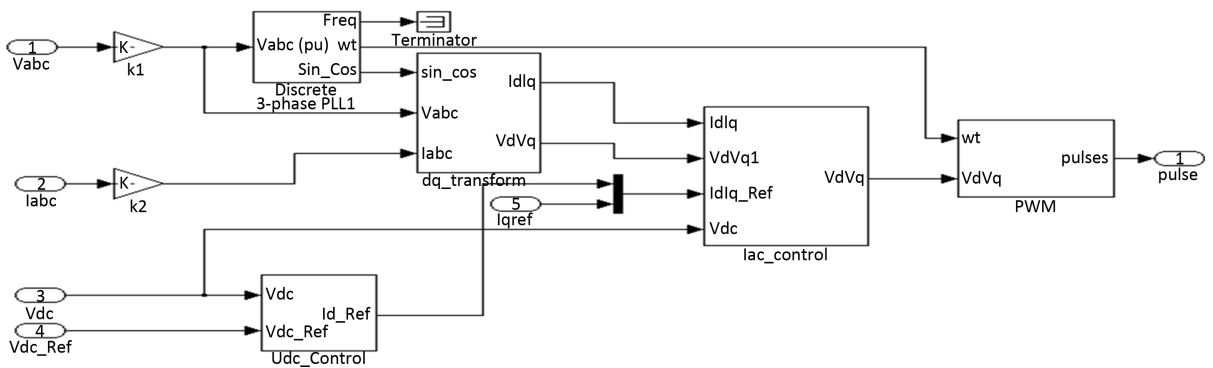 1
Vabc
K-
k1
Freq
Vabc (pu)
wt
Sin_Cos
Discrete
3-phase PLL1
Terminator
sin_cos
Vabc
Iabc
IdIq
VdVq
dq_transform
2
Iabc
K-
k2
5
Iqref
IdIq
VdVq1
IdIq_Ref
Vdc
VdVq
Iac_control
wt
VdVq
pulses
PWM
1
pulse
3
Vdc
4
Vdc_Ref
Vdc
Vdc_Ref
Id_Ref
Udc_Control